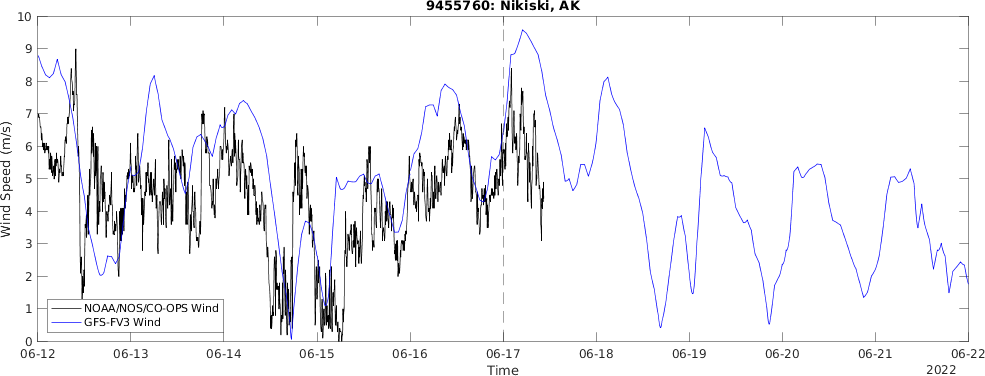 9455760: Nikiski, AK
Wind Speed (m/s)
10
9
8
7
6
5
4
3
2
1
0
NOAA/NOS/CO-OPS Wind
GFS-FV3 Wind
06-12 06-13 06-14 06-15 06-16 06-17 06-18 06-19 06-20 06-21 06-22
Time
2022